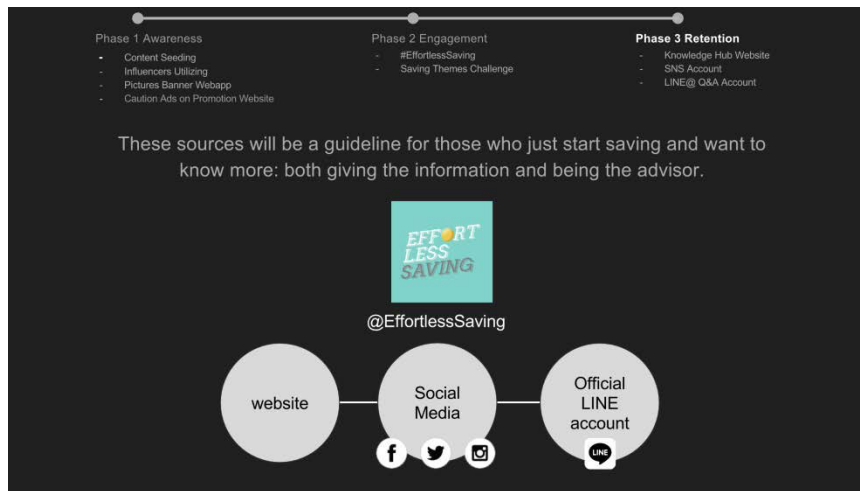 Phase 1 Awareness
- Content Seeding
- Influencers Utilizing
- Pictures Banner Webapp
- Caution Ads on Promotion Website
Phase 2 Engagement
- #EffortlessSaving
- Saving Themes Challenge
Phase 3 Retention
- Knowledge Hub Website
- SNS Account
- LINE@ Q&A Account
These sources will be a guideline for those who just start saving and want to
know more: both giving the information and being the advisor.
EFFORT
LESS
SAVING
@EffortlessSaving
website
Social
Media
Official
LINE
account
LINE